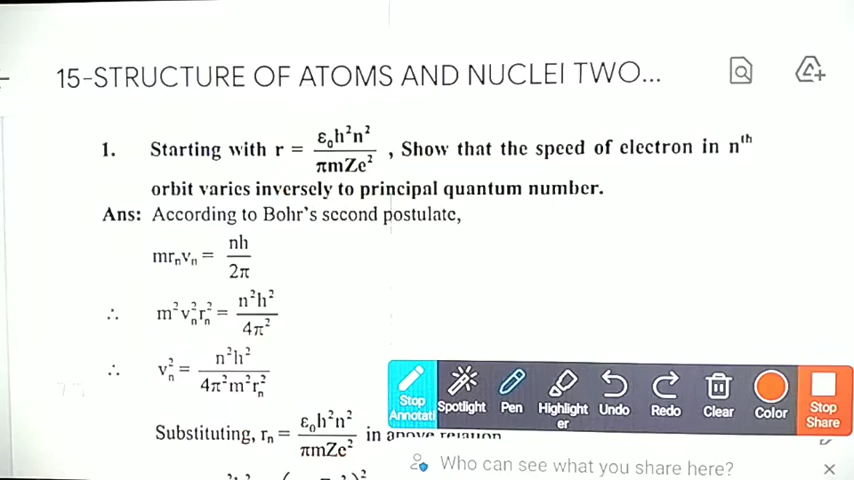 15-STRUCTURE OF ATOMS AND NUCLEI TWO...
1. Starting with r = ε₀h²n² / πmZe² , Show that the speed of electron in nᵗʰ
orbit varies inversely to principal quantum number.
Ans: According to Bohr's second postulate,
mrₙvₙ = nh / 2π
∴ m²vₙ²rₙ² = n²h² / 4π²
∴ vₙ² = n²h² / 4π²m²rₙ²
Substituting, rₙ = ε₀h²n² / πmZe² in above relation
Stop Annotati
Spotlight
Pen
Highlighter
Undo
Redo
Clear
Color
Stop Share
Who can see what you share here?